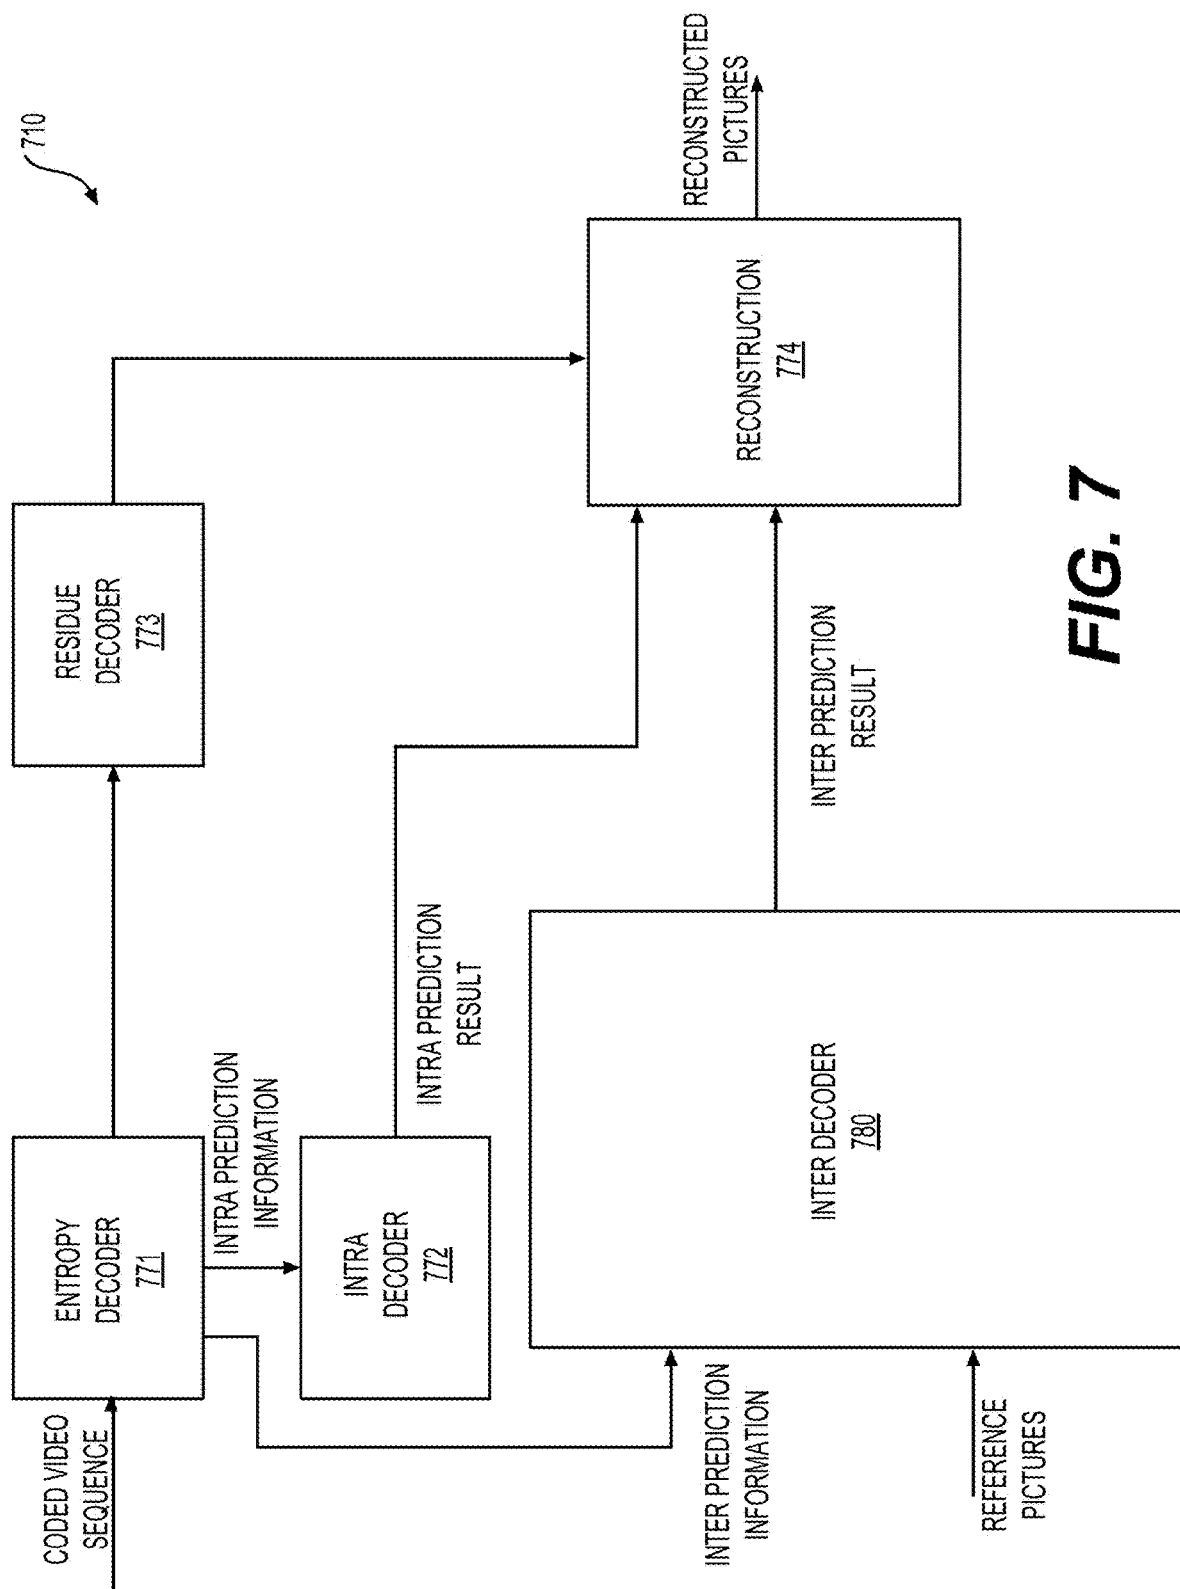 710
CODED VIDEO
SEQUENCE
ENTROPY
DECODER
771
RESIDUE
DECODER
773
INTRA PREDICTION
INFORMATION
INTRA
DECODER
772
INTRA PREDICTION
RESULT
RECONSTRUCTION
774
RECONSTRUCTED
PICTURES
INTER PREDICTION
INFORMATION
INTER DECODER
780
INTER PREDICTION
RESULT
REFERENCE
PICTURES
FIG. 7